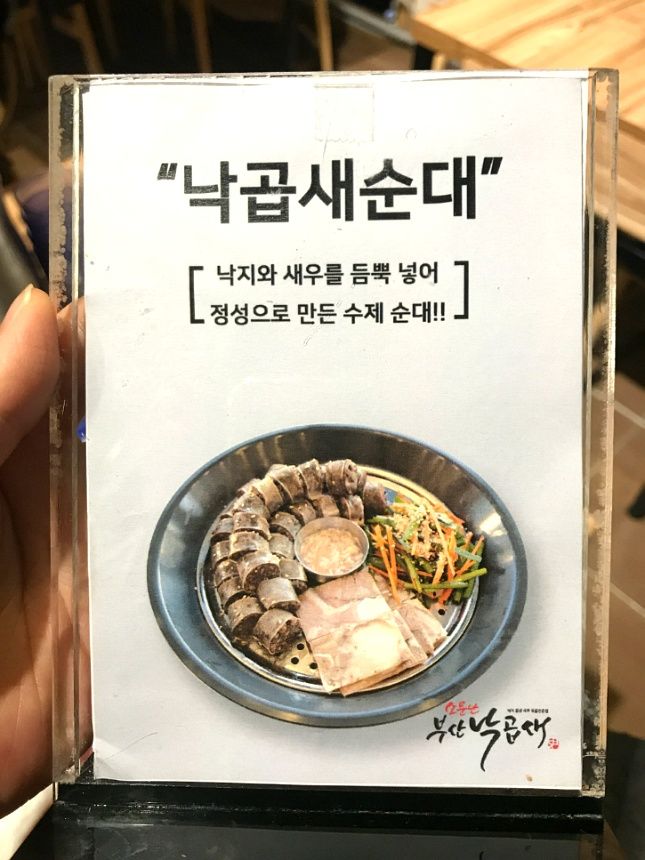 “낙곱새순대”
낙지와 새우를 듬뿍 넣어
정성으로 만든 수제 순대!!
소문난
부산낙곱새